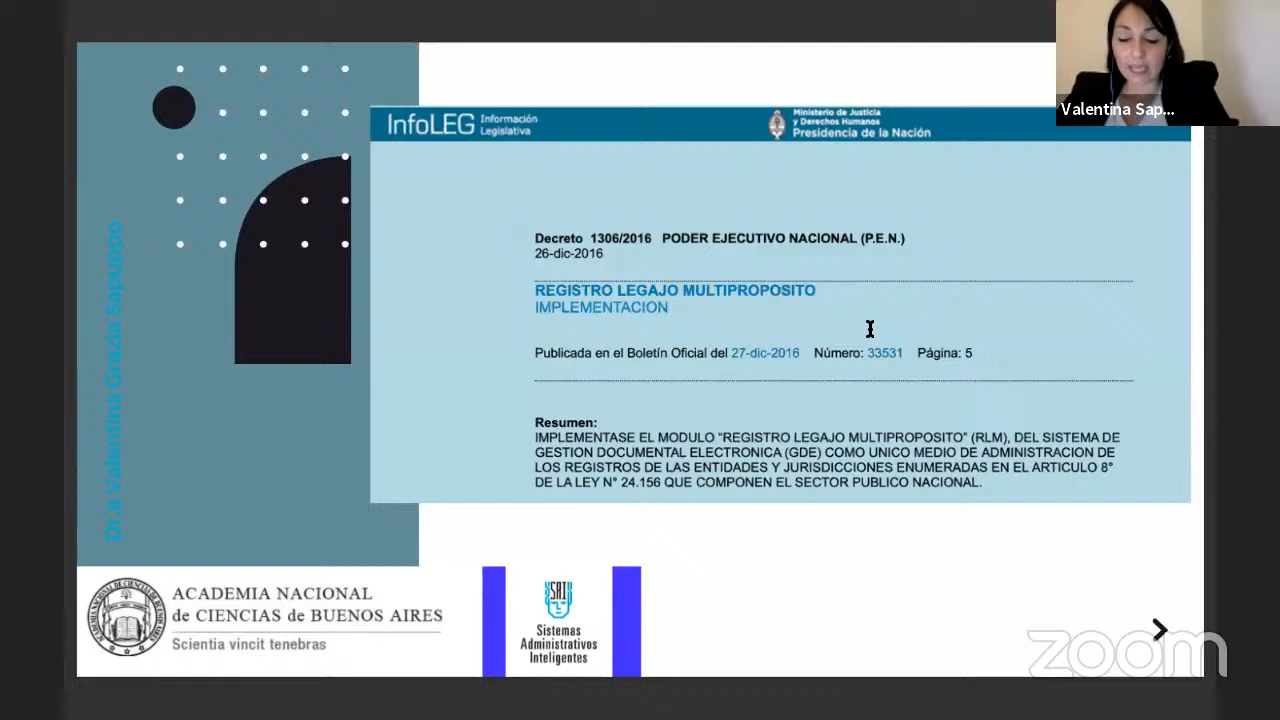 Valentina Sap...
InfoLEG Información Legislativa
Ministerio de Justicia
y Derechos Humanos
Presidencia de la Nación
Dr.a Valentina Grazia Sapuppo
Decreto 1306/2016 PODER EJECUTIVO NACIONAL (P.E.N.)
26-dic-2016
REGISTRO LEGAJO MULTIPROPOSITO
IMPLEMENTACION
Publicada en el Boletín Oficial del 27-dic-2016 Número: 33531 Página: 5
Resumen:
IMPLEMENTASE EL MODULO "REGISTRO LEGAJO MULTIPROPOSITO" (RLM), DEL SISTEMA DE
GESTION DOCUMENTAL ELECTRONICA (GDE) COMO UNICO MEDIO DE ADMINISTRACION DE
LOS REGISTROS DE LAS ENTIDADES Y JURISDICCIONES ENUMERADAS EN EL ARTICULO 8°
DE LA LEY N° 24.156 QUE COMPONEN EL SECTOR PUBLICO NACIONAL.
ACADEMIA NACIONAL
de CIENCIAS de BUENOS AIRES
Scientia vincit tenebras
SAI
Sistemas
Administrativos
Inteligentes
zoom